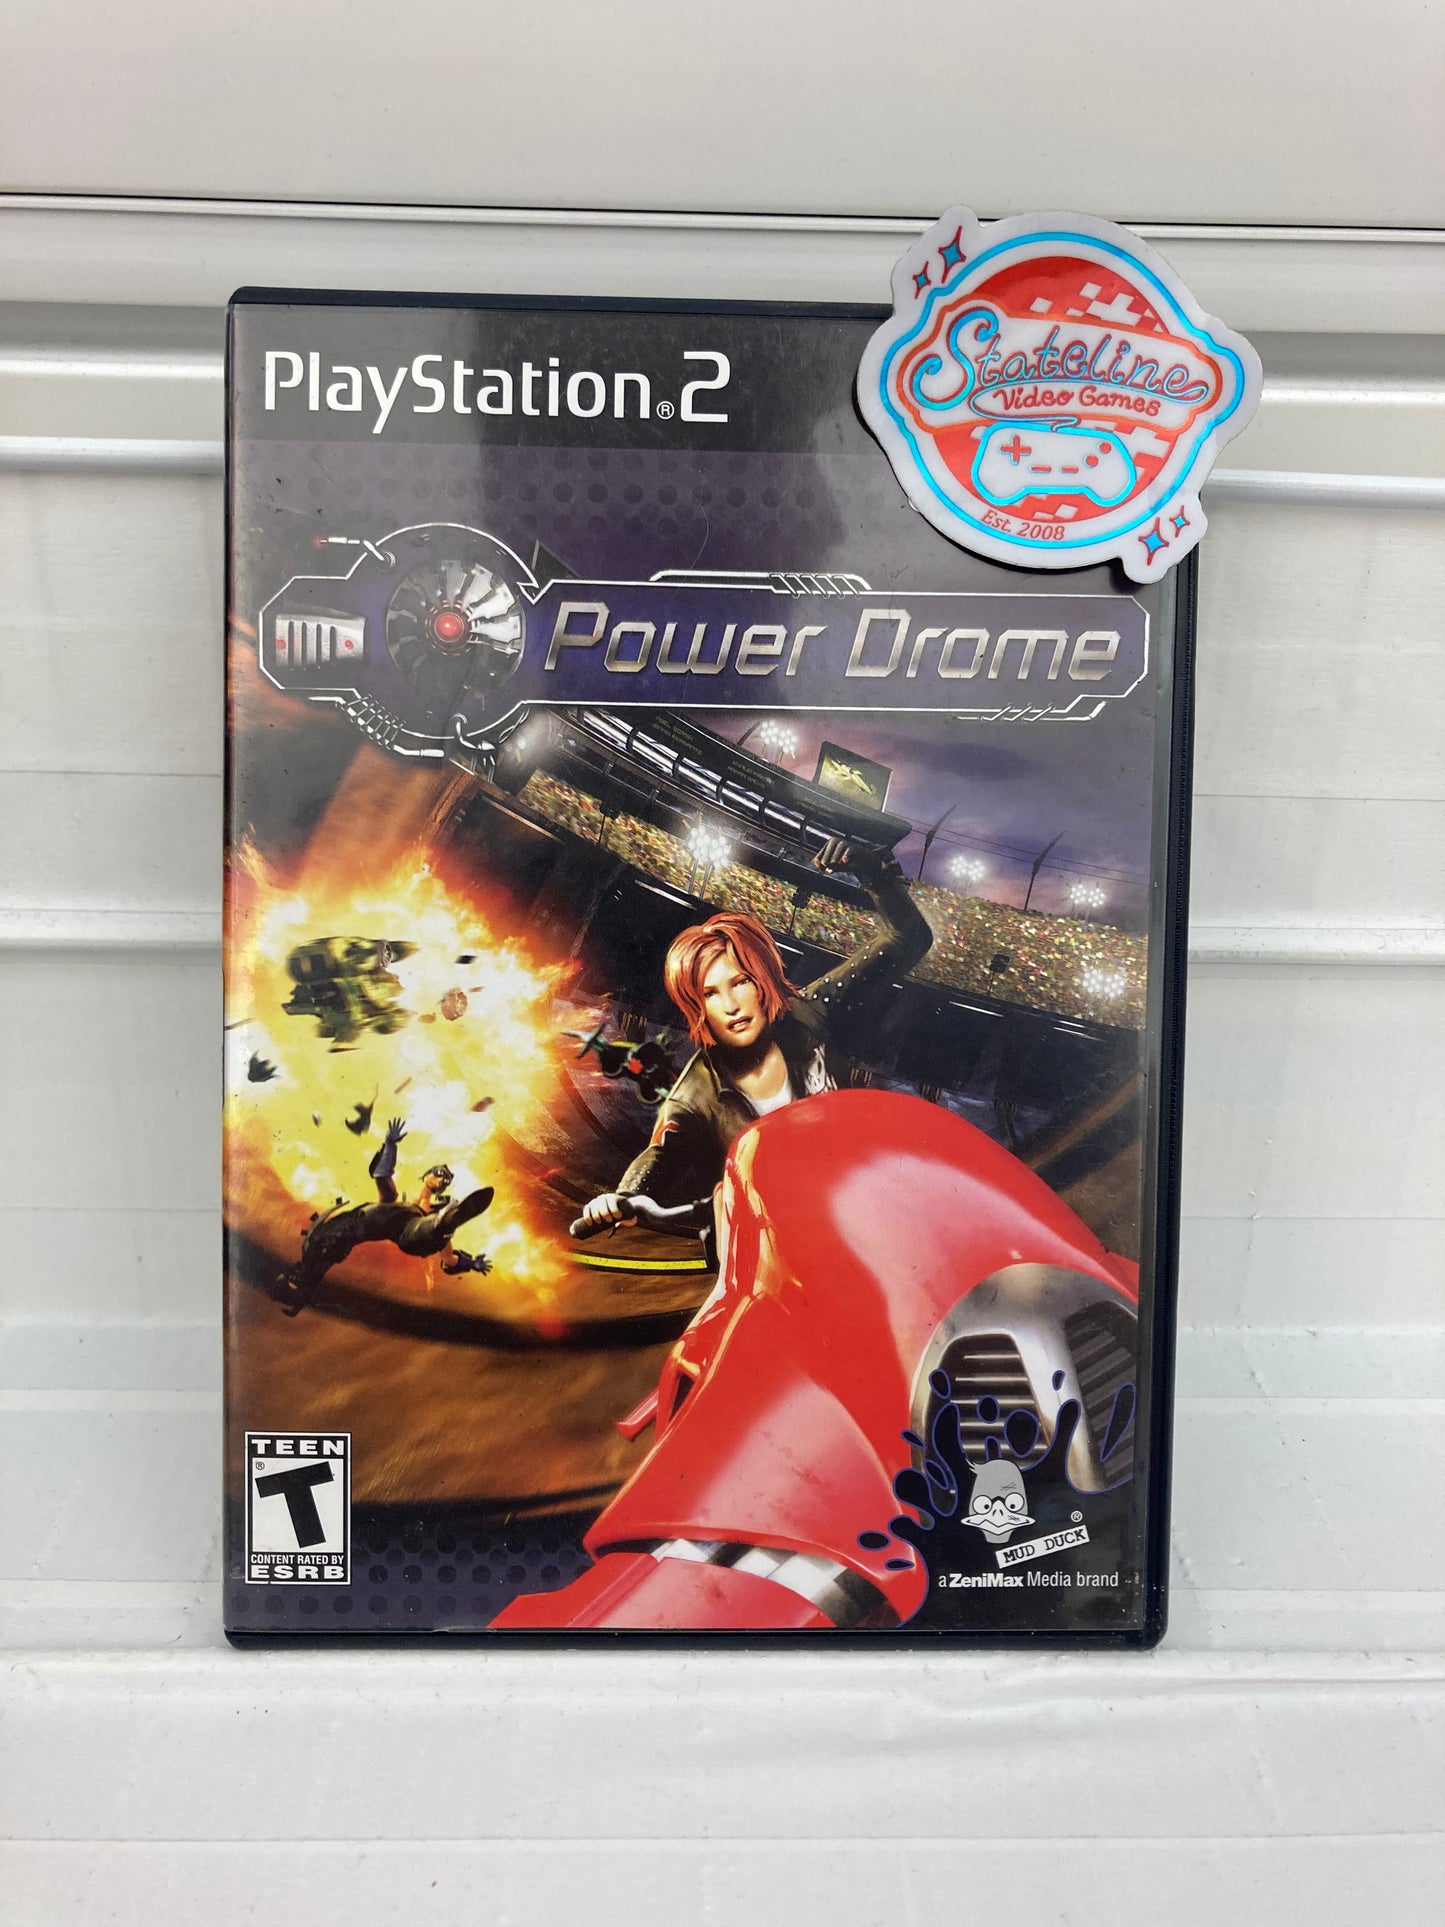 PlayStation®2
Stateline
Video Games
Est. 2008
Power Drome
TEEN
®
T
CONTENT RATED BY
ESRB
®
MUD DUCK
a ZeniMax Media brand